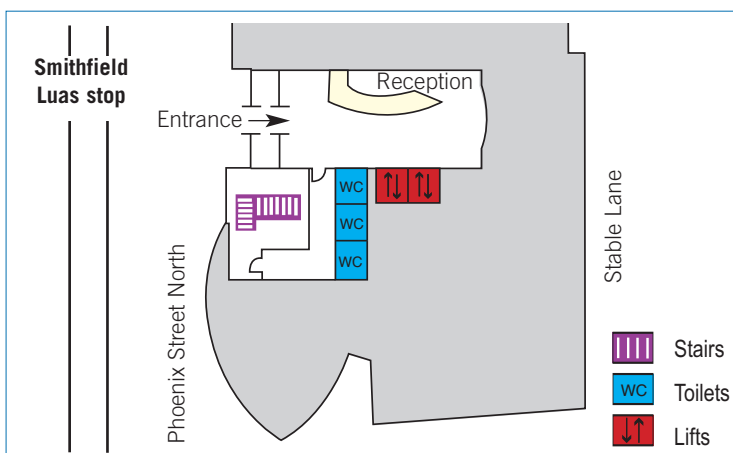 Smithfield
Luas stop
Reception
Entrance
WC
WC
WC
Phoenix Street North
Stable Lane
Stairs
WC
Toilets
Lifts